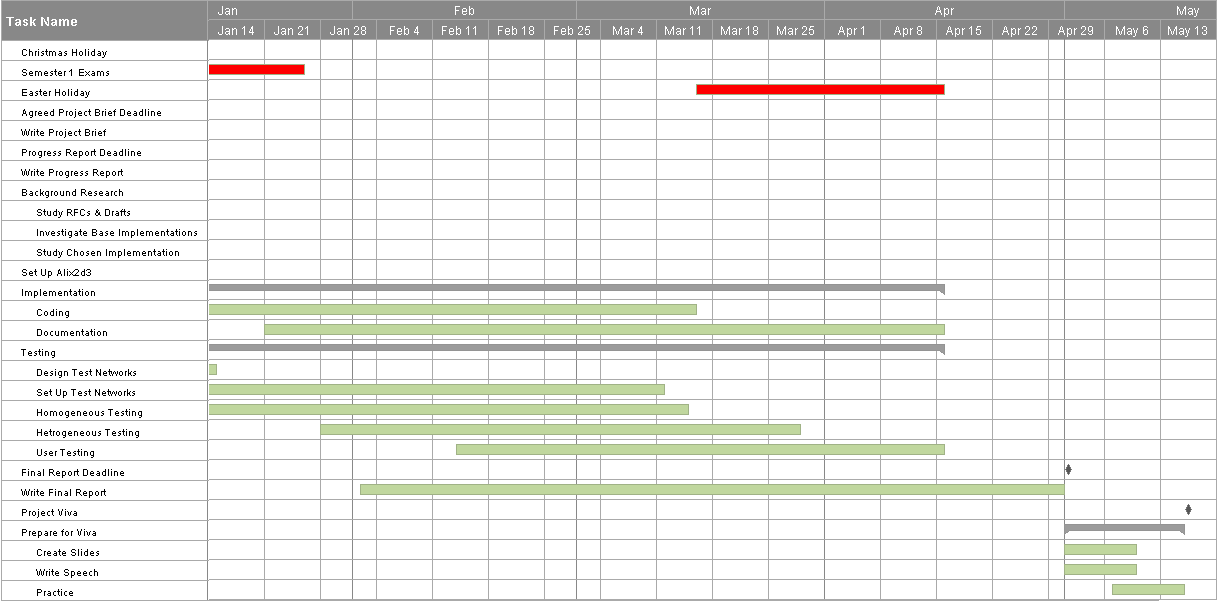 Task Name
Jan Feb Mar Apr May
Jan 14 Jan 21 Jan 28 Feb 4 Feb 11 Feb 18 Feb 25 Mar 4 Mar 11 Mar 18 Mar 25 Apr 1 Apr 8 Apr 15 Apr 22 Apr 29 May 6 May 13
Christmas Holiday
Semester 1 Exams
Easter Holiday
Agreed Project Brief Deadline
Write Project Brief
Progress Report Deadline
Write Progress Report
Background Research
Study RFCs & Drafts
Investigate Base Implementations
Study Chosen Implementation
Set Up Alix2d3
Implementation
Coding
Documentation
Testing
Design Test Networks
Set Up Test Networks
Homogeneous Testing
Hetrogeneous Testing
User Testing
Final Report Deadline
Write Final Report
Project Viva
Prepare for Viva
Create Slides
Write Speech
Practice